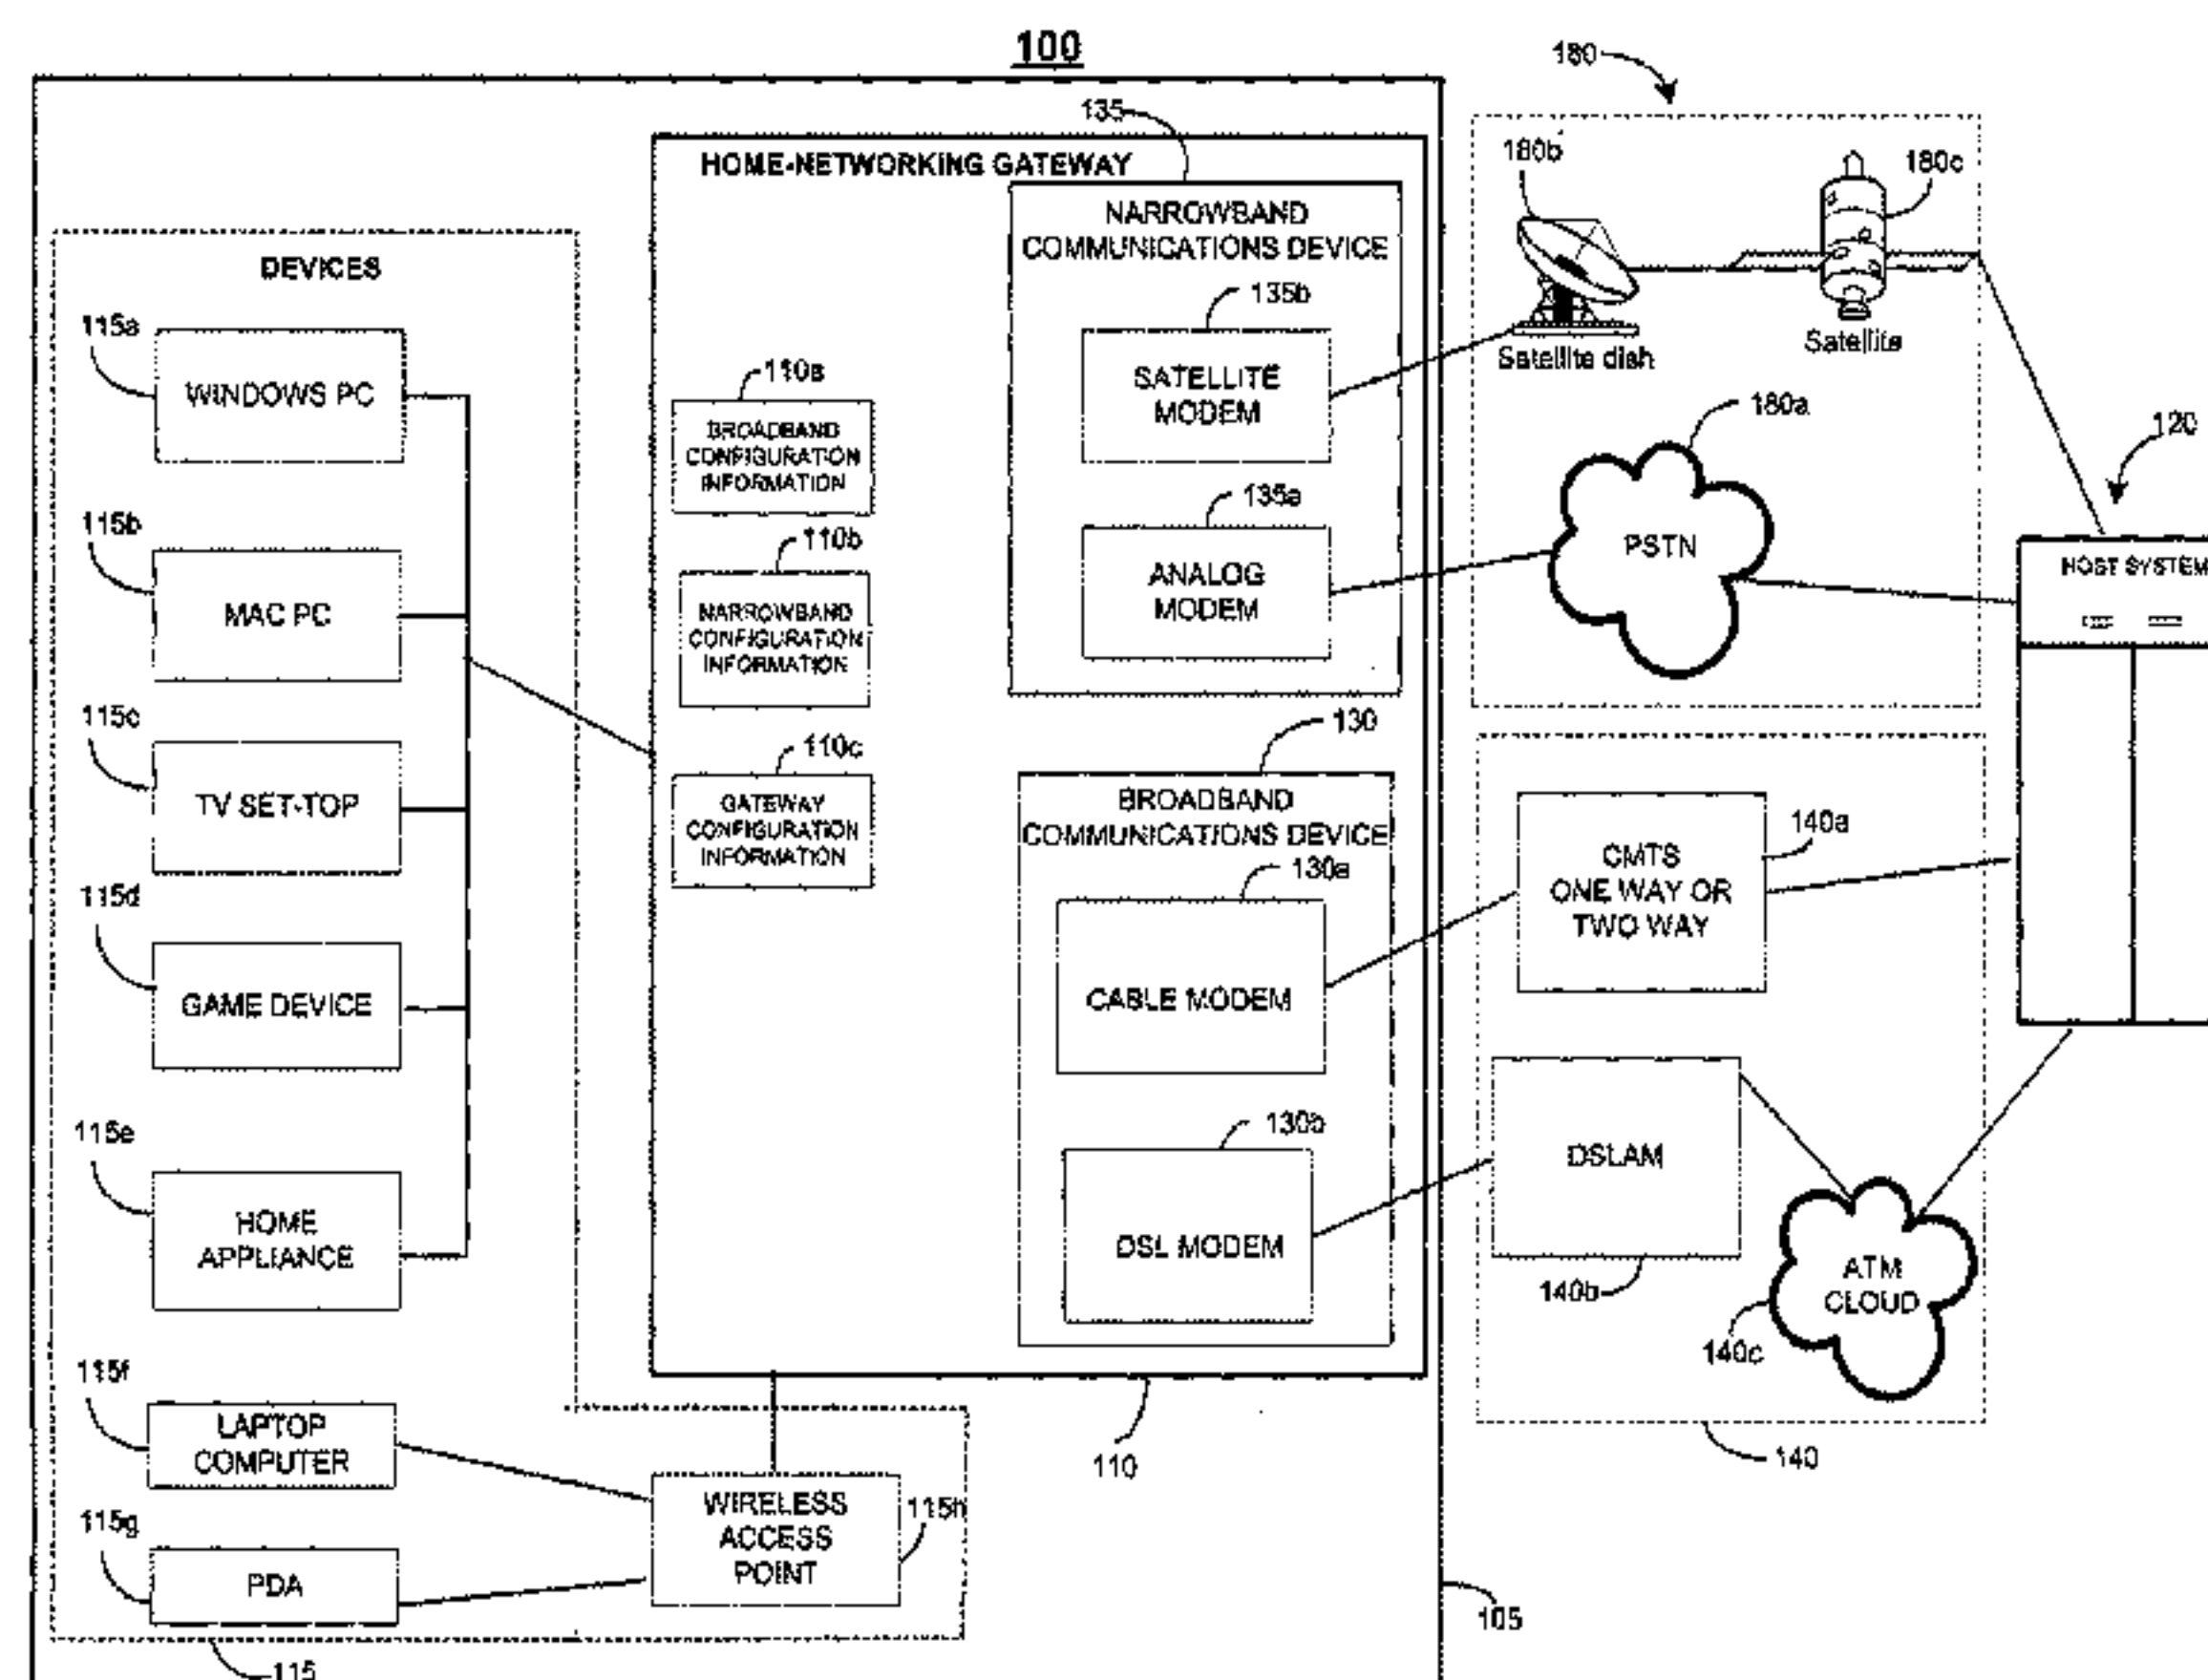 100
180
135
HOME-NETWORKING GATEWAY
180b
180c
NARROWBAND
COMMUNICATIONS DEVICE
DEVICES
135b
115a
Satellite dish
Satellite
WINDOWS PC
110a
SATELLITE
MODEM
180a
BROADBAND
CONFIGURATION
INFORMATION
120
135a
115b
110b
PSTN
HOST SYSTEM
ANALOG
MODEM
MAC PC
NARROWBAND
CONFIGURATION
INFORMATION
115c
130
110c
TV SET-TOP
GATEWAY
CONFIGURATION
INFORMATION
BROADBAND
COMMUNICATIONS DEVICE
140a
130a
CMTS
ONE WAY OR
TWO WAY
115d
GAME DEVICE
CABLE MODEM
115e
130b
DSLAM
HOME
APPLIANCE
DSL MODEM
140b
ATM
CLOUD
140c
115f
LAPTOP
COMPUTER
110
140
WIRELESS
ACCESS
POINT
115h
115g
PDA
105
115